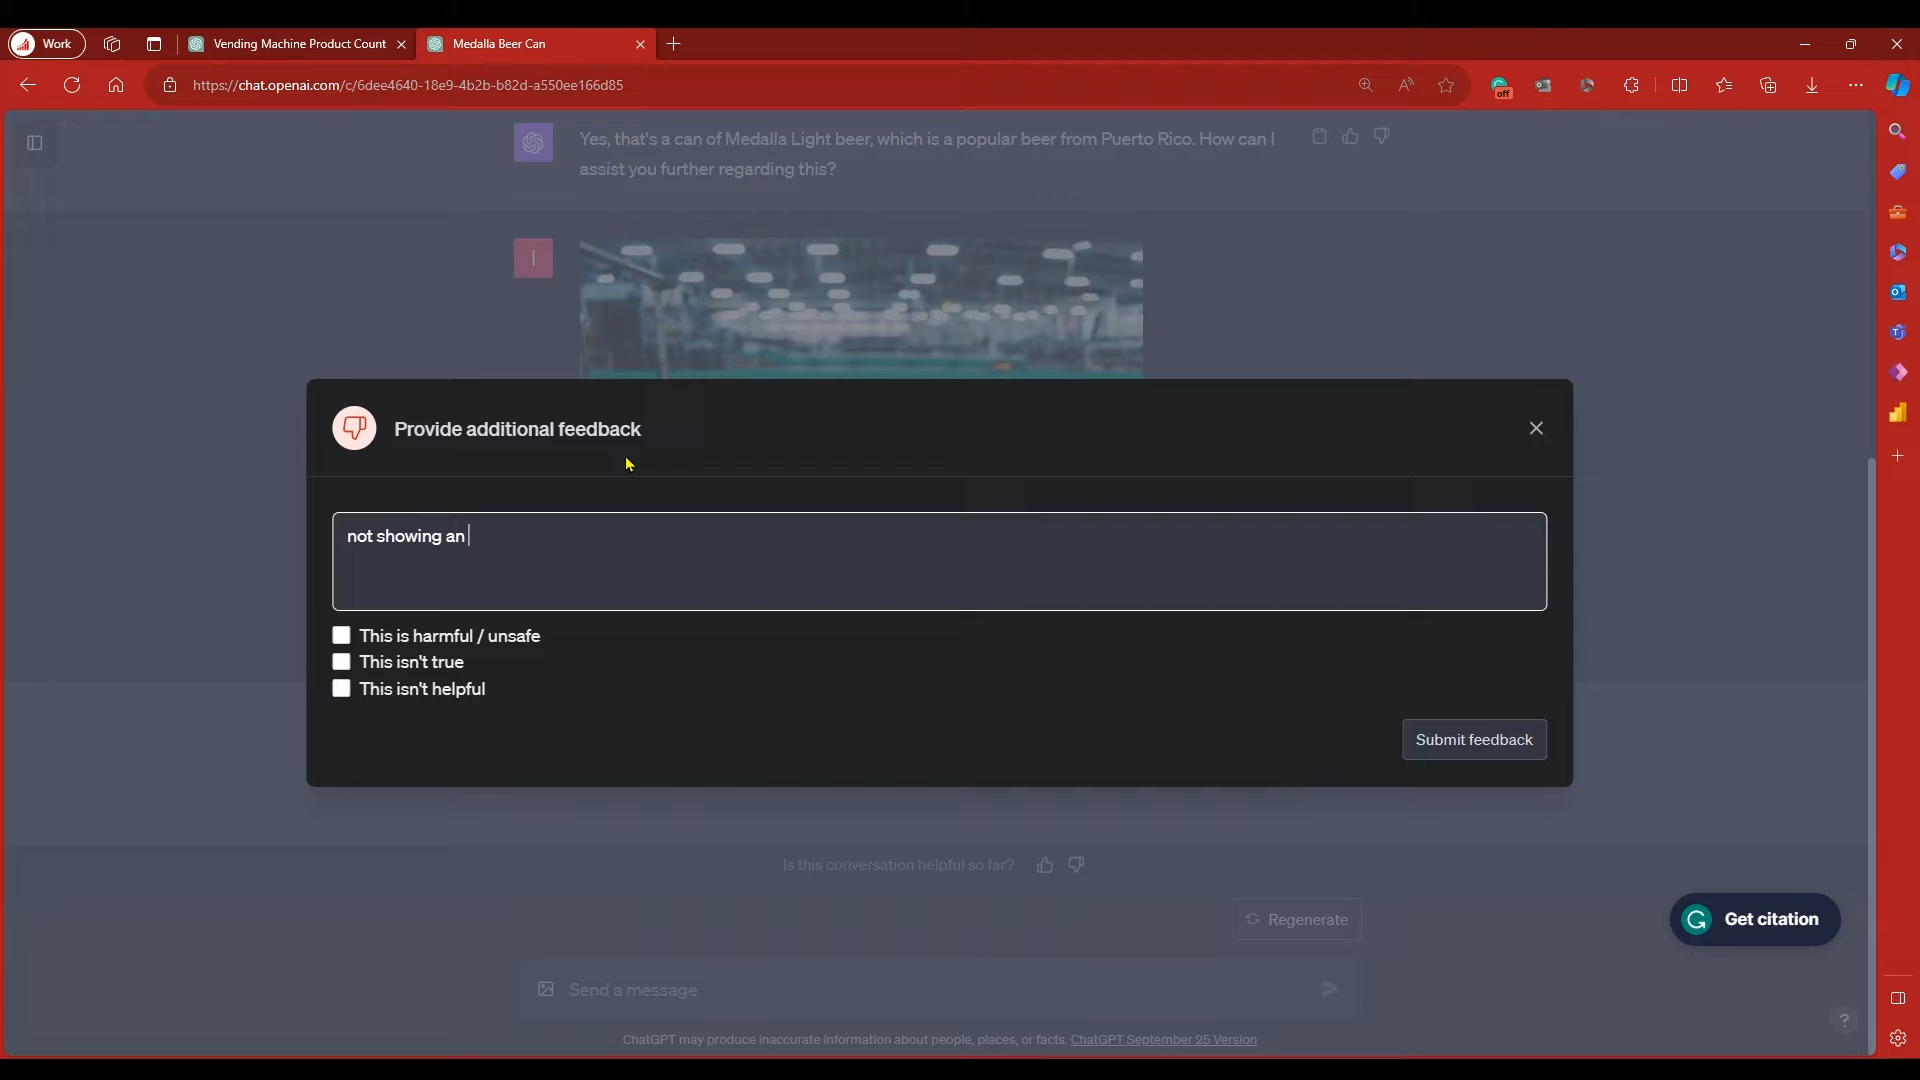 Work
Vending Machine Product Count
Medalla Beer Can
https://chat.openai.com/c/6dee4640-18e9-4b2b-b82d-a550ee166d85
off
Yes, that's a can of Medalla Light beer, which is a popular beer from Puerto Rico. How can I
assist you further regarding this?
I
Provide additional feedback
not showing an
This is harmful / unsafe
This isn't true
This isn't helpful
Submit feedback
Is this conversation helpful so far?
Regenerate
Get citation
Send a message
ChatGPT may produce inaccurate information about people, places, or facts. ChatGPT September 25 Version
?